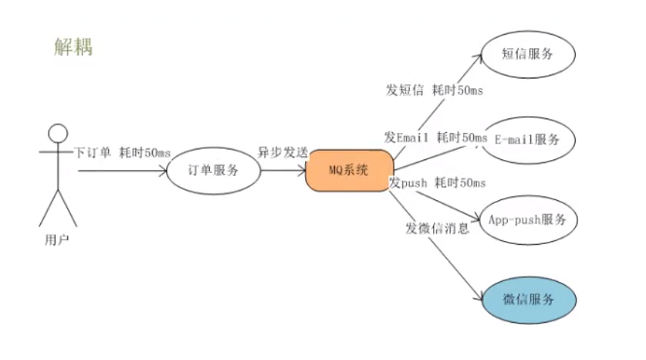 解耦
短信服务
发短信 耗时50ms
发Email 耗时50ms
E-mail服务
下订单 耗时50ms
异步发送
订单服务
MQ系统
发push 耗时50ms
App-push服务
发微信消息
用户
微信服务